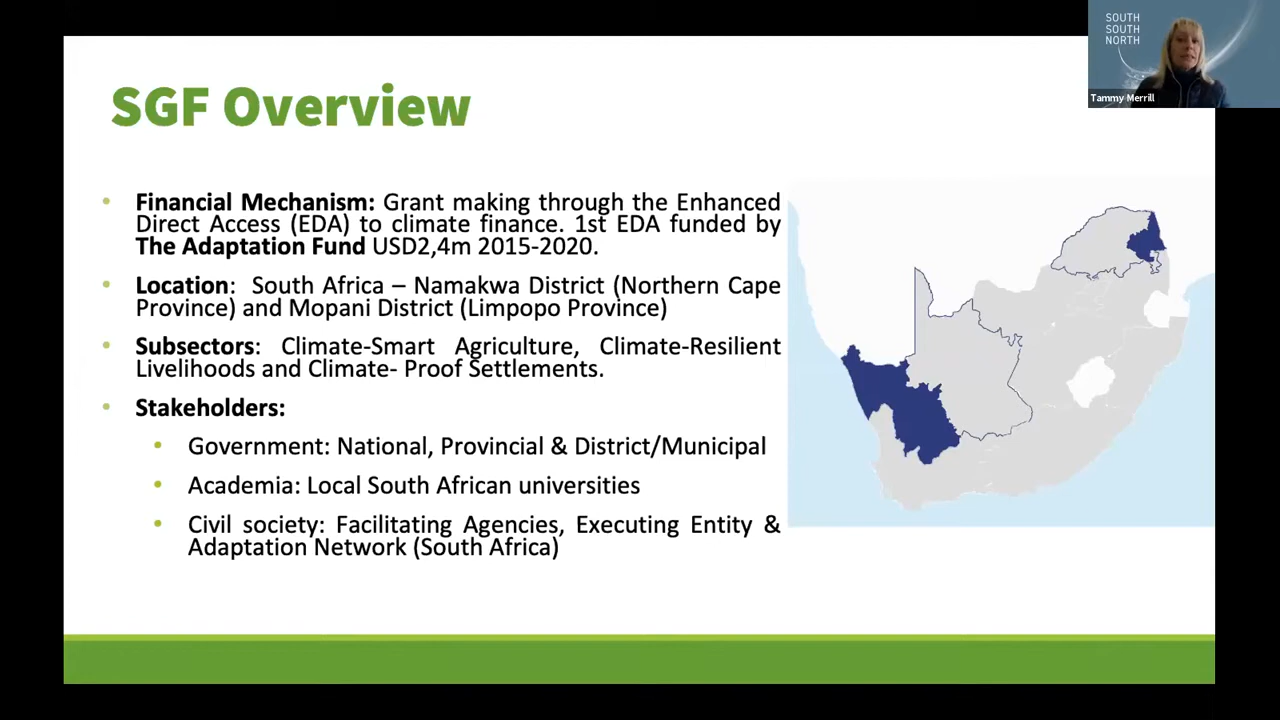 SOUTH
SOUTH
NORTH
Tammy Merrill
SGF Overview
• Financial Mechanism: Grant making through the Enhanced
Direct Access (EDA) to climate finance. 1st EDA funded by
The Adaptation Fund USD2,4m 2015-2020.
• Location: South Africa – Namakwa District (Northern Cape
Province) and Mopani District (Limpopo Province)
• Subsectors: Climate-Smart Agriculture, Climate-Resilient
Livelihoods and Climate- Proof Settlements.
• Stakeholders:
• Government: National, Provincial & District/Municipal
• Academia: Local South African universities
• Civil society: Facilitating Agencies, Executing Entity &
Adaptation Network (South Africa)